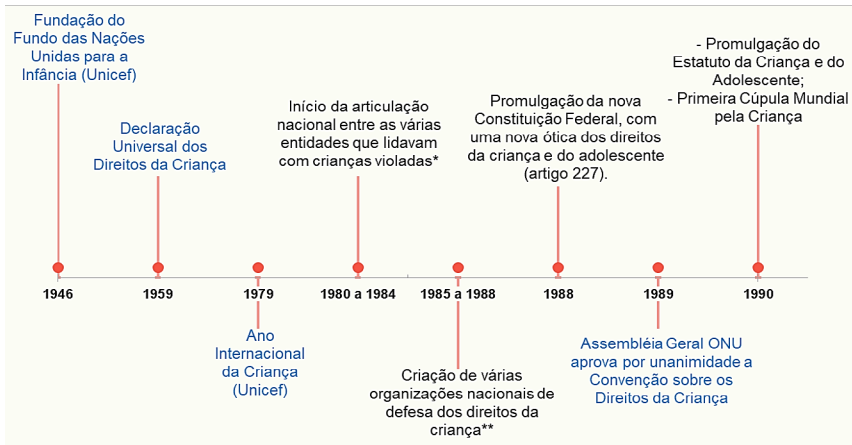 Fundação do
Fundo das Nações
Unidas para a
Infância (Unicef)
Declaração
Universal dos
Direitos da Criança
Início da articulação
nacional entre as várias
entidades que lidavam
com crianças violadas*
Promulgação da nova
Constituição Federal, com
uma nova ótica dos direitos
da criança e do adolescente
(artigo 227).
- Promulgação do
Estatuto da Criança e do
Adolescente;
- Primeira Cúpula Mundial
pela Criança
1946 1959 1979 1980 a 1984 1985 a 1988 1988 1989 1990
Ano
Internacional
da Criança
(Unicef)
Criação de várias
organizações nacionais de
defesa dos direitos da
criança**
Assembléia Geral ONU
aprova por unanimidade a
Convenção sobre os
Direitos da Criança